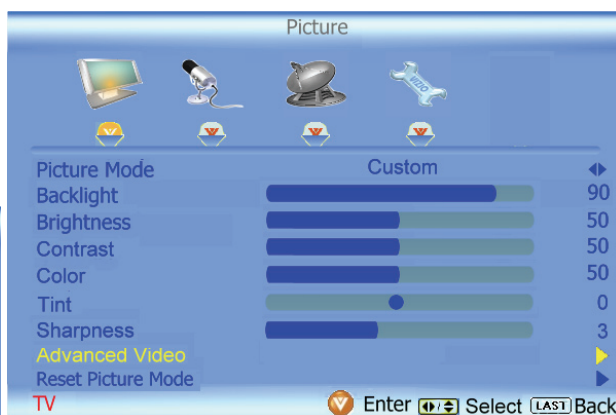 Picture
VIZIO
Picture Mode Custom
Backlight 90
Brightness 50
Contrast 50
Color 50
Tint 0
Sharpness 3
Advanced Video
Reset Picture Mode
TV Enter Select LAST Back